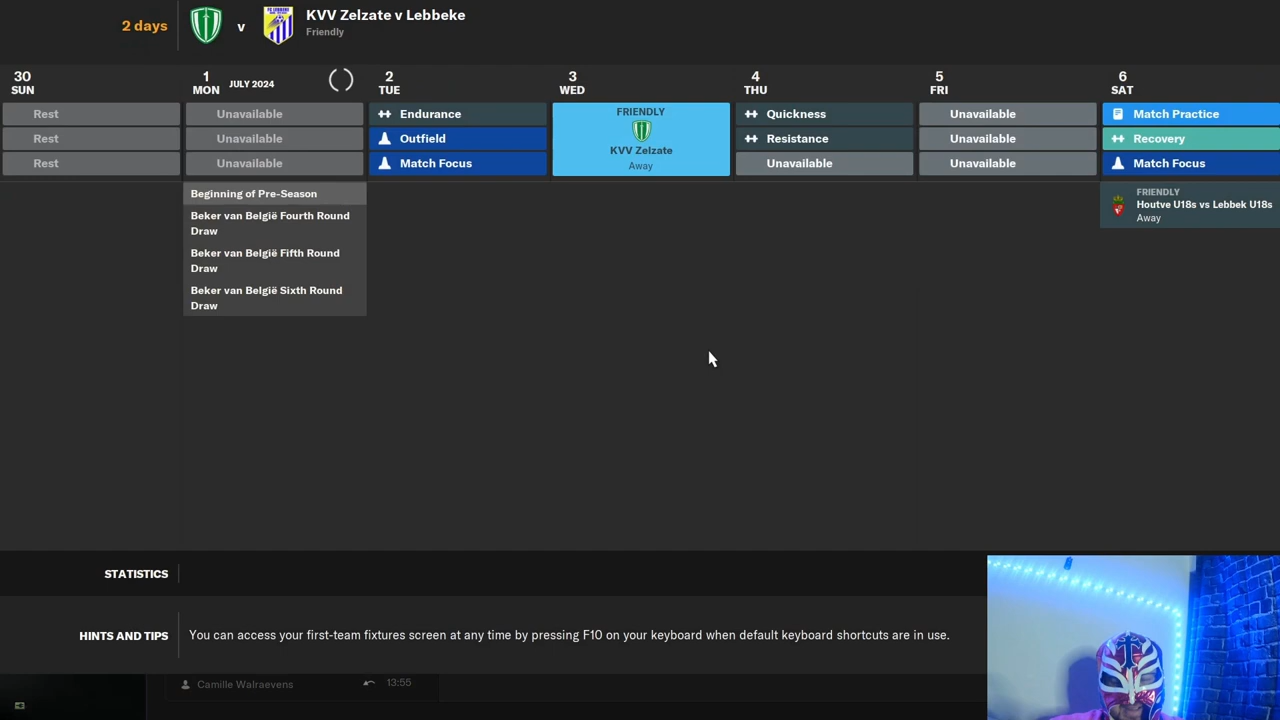 2 days
v
KVV Zelzate v Lebbeke
Friendly
30
SUN
1
MON
JULY 2024
2
TUE
3
WED
4
THU
5
FRI
6
SAT
Rest
Unavailable
Endurance
FRIENDLY
Quickness
Unavailable
Match Practice
Rest
Unavailable
Outfield
KVV Zelzate
Resistance
Unavailable
Recovery
Rest
Unavailable
Match Focus
Away
Unavailable
Unavailable
Match Focus
Beginning of Pre-Season
Beker van België Fourth Round
Draw
Beker van België Fifth Round
Draw
Beker van België Sixth Round
Draw
FRIENDLY
Houtve U18s vs Lebbek U18s
Away
STATISTICS
HINTS AND TIPS
You can access your first-team fixtures screen at any time by pressing F10 on your keyboard when default keyboard shortcuts are in use.
Camille Walraevens
13:55